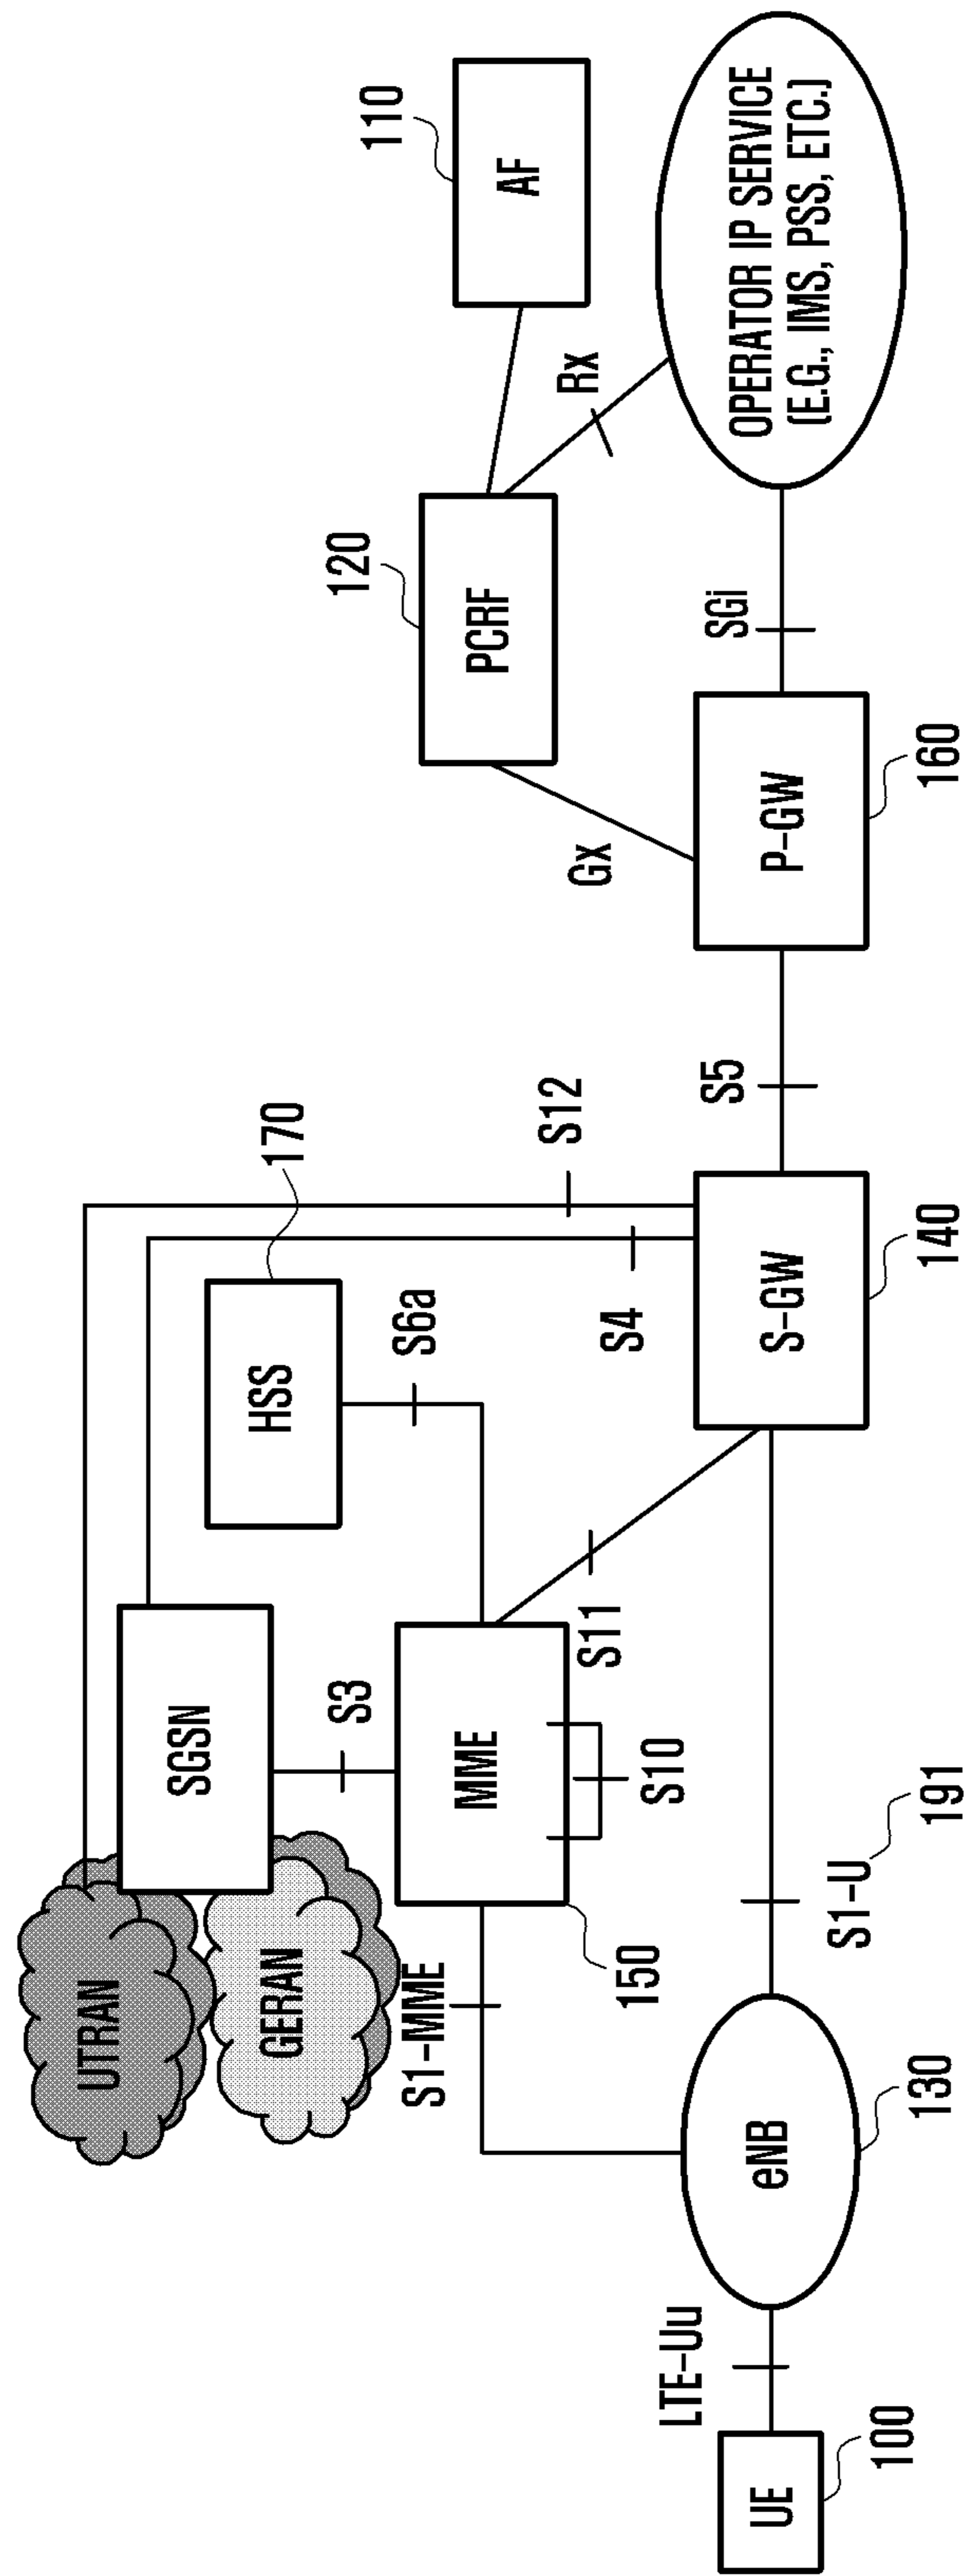 UTRAN
SGSN
GERAN
HSS
170
S3
S6a
S12
S4
S1-MME
MME
150
S10
S11
120
PCRF
110
AF
Gx
Rx
LTE-Uu
UE
100
eNB
130
S1-U
191
S-GW
140
S5
P-GW
160
SGi
OPERATOR IP SERVICE
(E.G., IMS, PSS, ETC.)